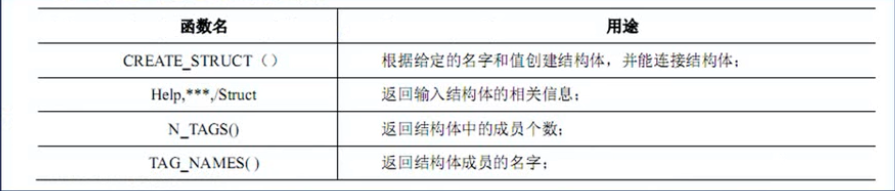 函数名 用途
CREATE_STRUCT（） 根据给定的名字和值创建结构体，并能连接结构体；
Help,***,/Struct 返回输入结构体的相关信息；
N_TAGS() 返回结构体中的成员个数；
TAG_NAMES( ) 返回结构体成员的名字；